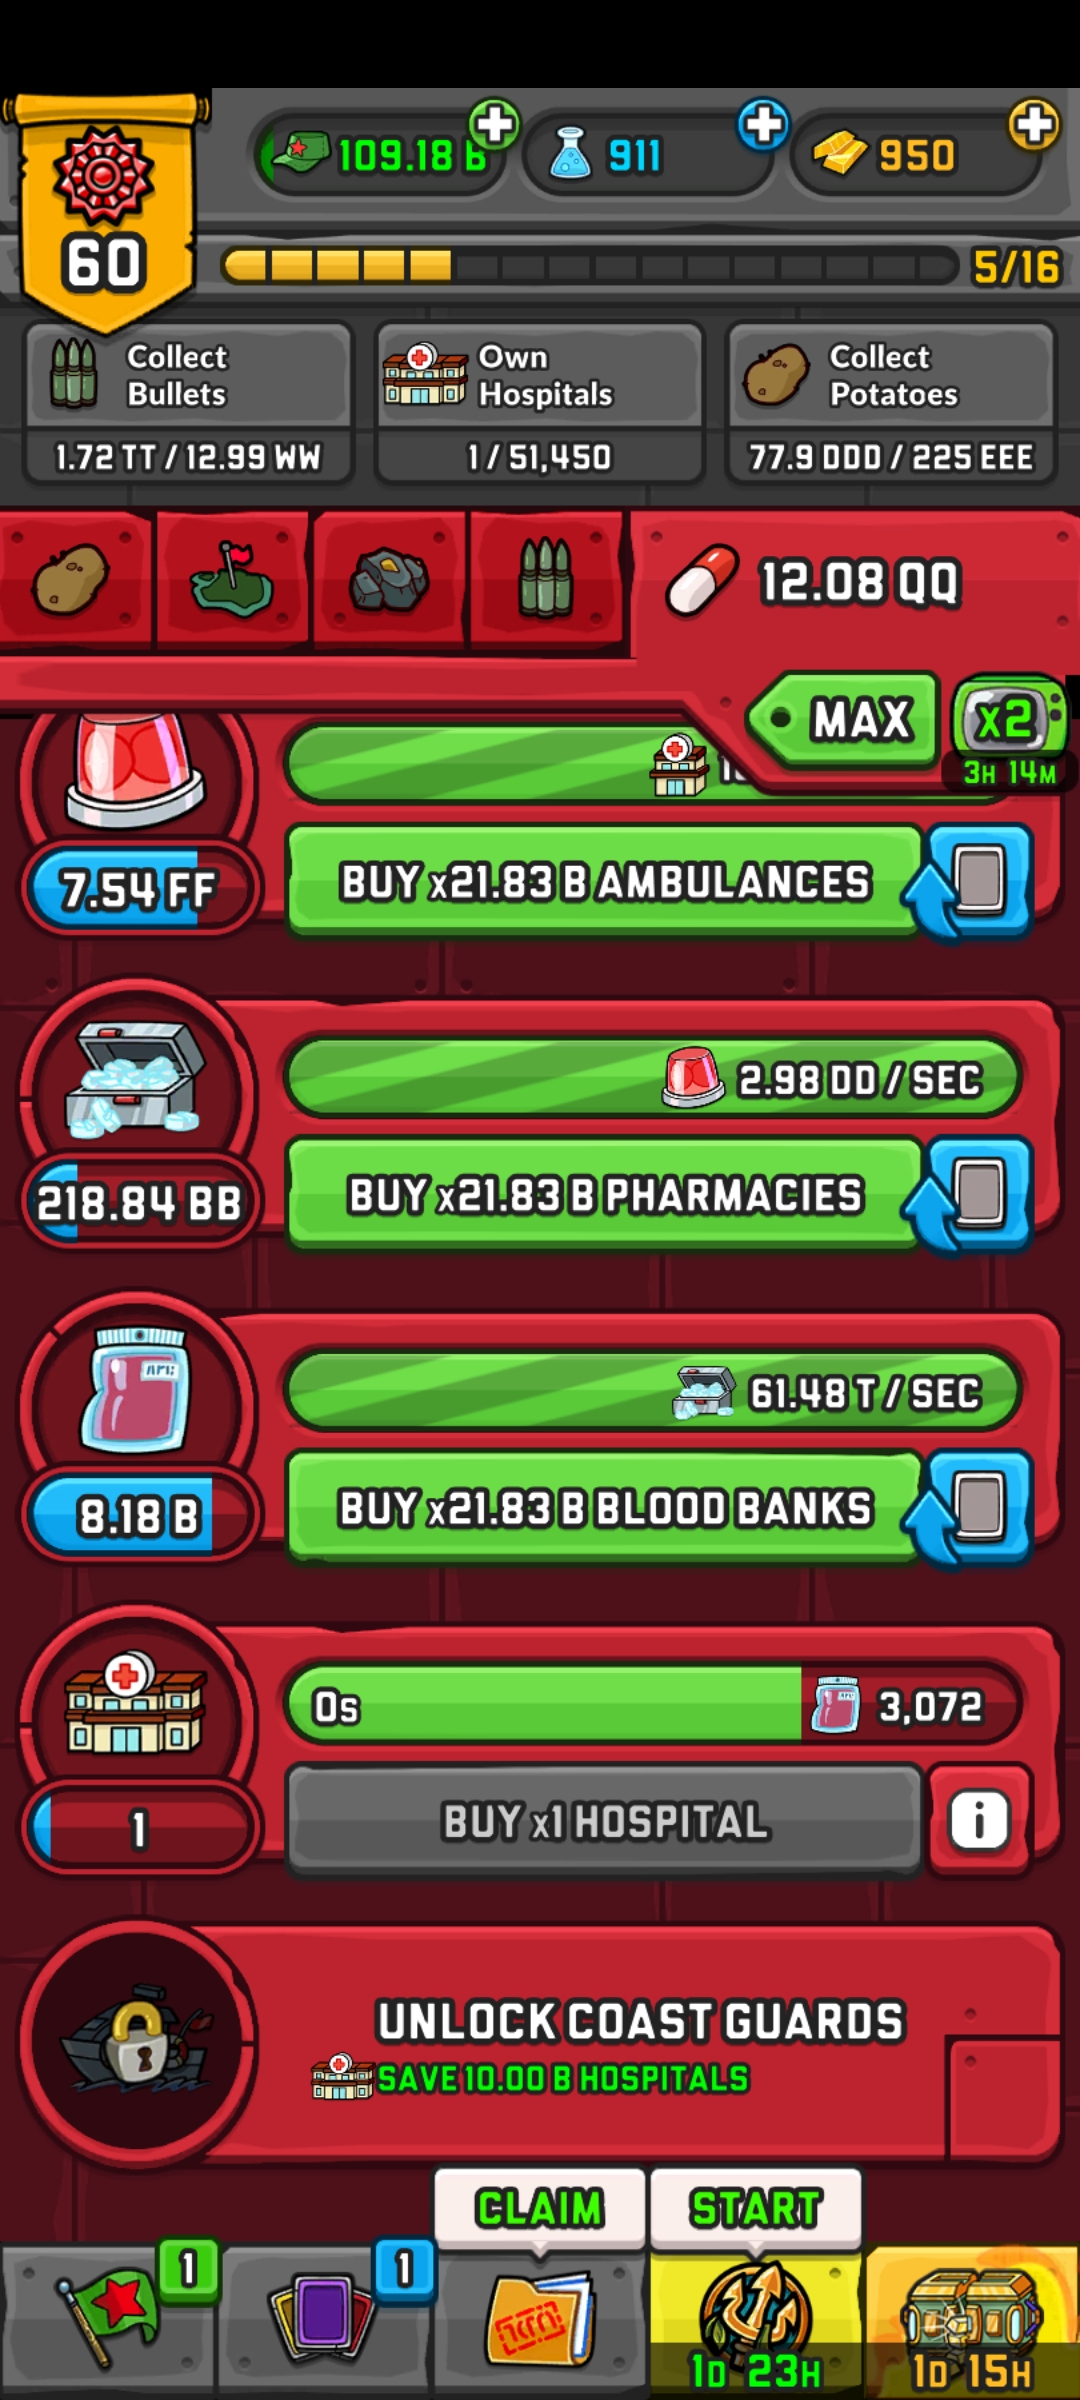 60
109.18 B
911
950
5/16
Collect
Bullets
1.72 TT / 12.99 WW
Own
Hospitals
1 / 51,450
Collect
Potatoes
77.9 DDD / 225 EEE
12.08 QQ
MAX
x2
3H 14M
7.54 FF
BUY x21.83 B AMBULANCES
2.98 DD / SEC
218.84 BB
BUY x21.83 B PHARMACIES
61.48 T / SEC
8.18 B
BUY x21.83 B BLOOD BANKS
0s
3,072
1
BUY x1 HOSPITAL
i
UNLOCK COAST GUARDS
SAVE 10.00 B HOSPITALS
CLAIM
START
1
1
1D 23H
1D 15H